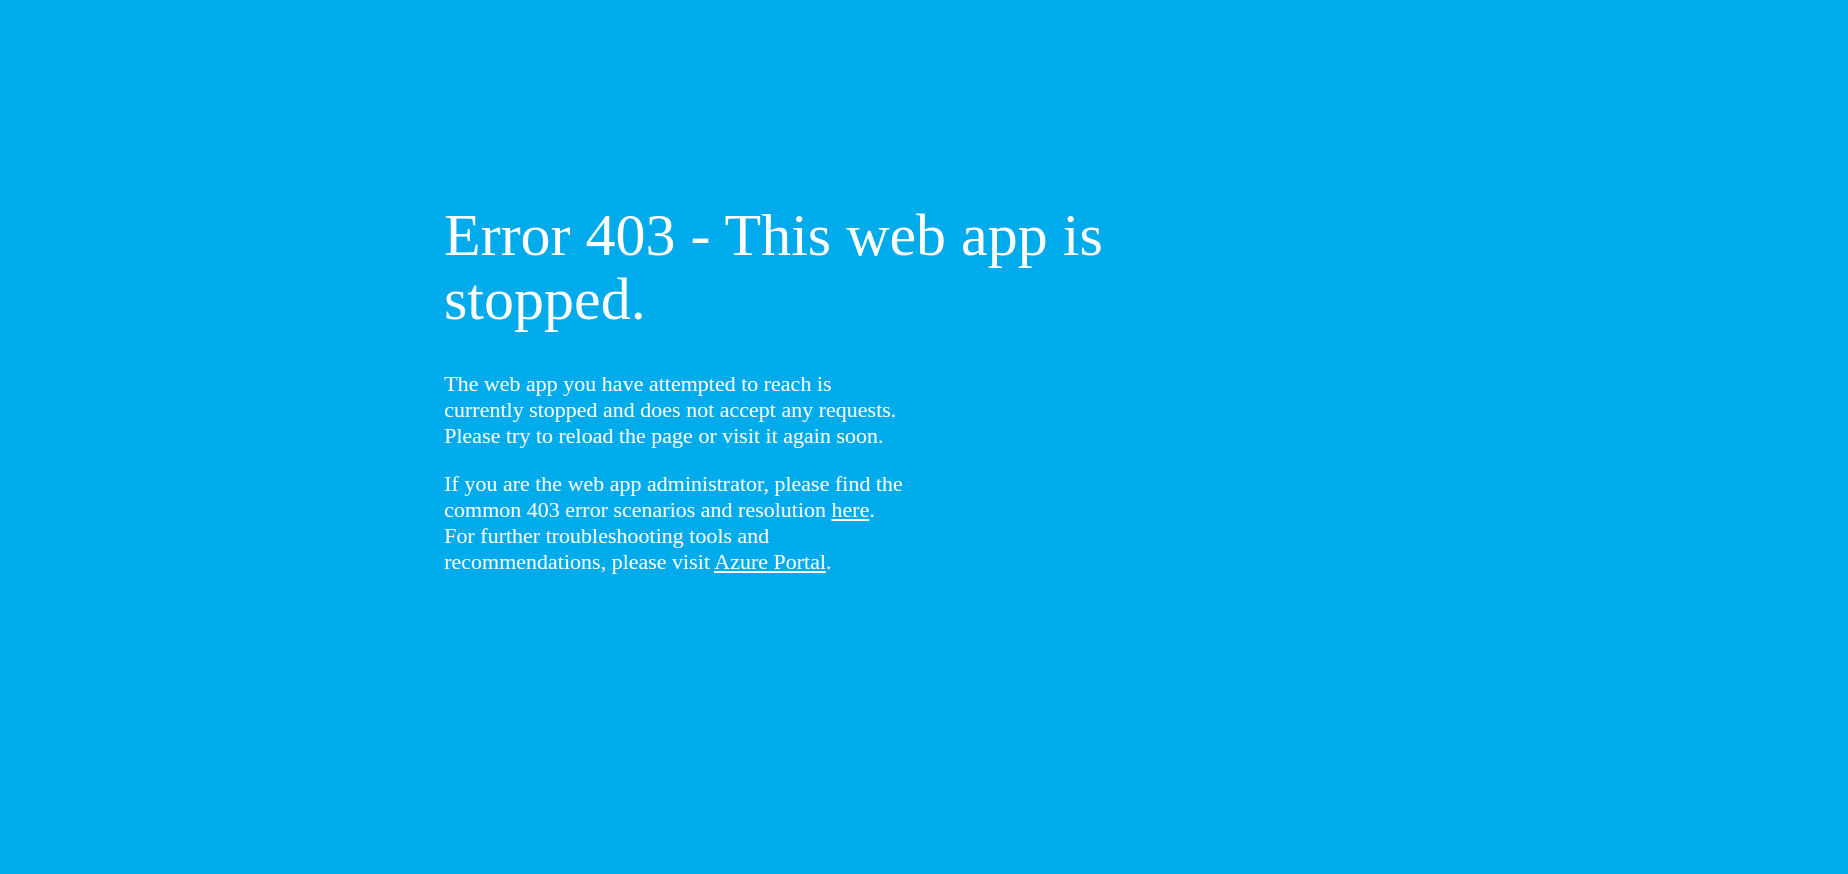 Error 403 - This web app is
stopped.
The web app you have attempted to reach is
currently stopped and does not accept any requests.
Please try to reload the page or visit it again soon.
If you are the web app administrator, please find the
common 403 error scenarios and resolution here.
For further troubleshooting tools and
recommendations, please visit Azure Portal.